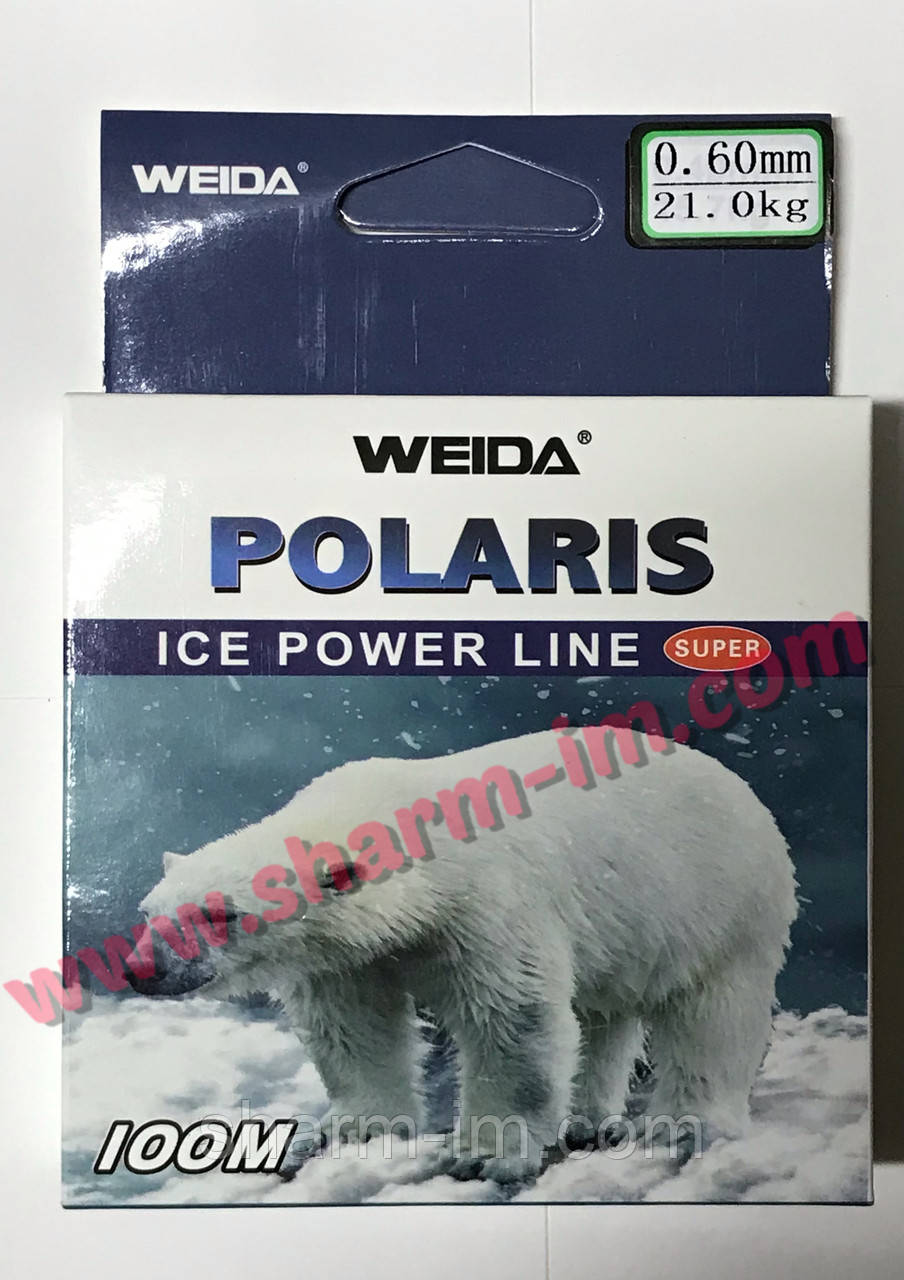 WEIDA®
0.60mm
21.0kg
WEIDA®
POLARIS
ICE POWER LINE SUPER
www.sharm-im.com
100M
sharm-im.com